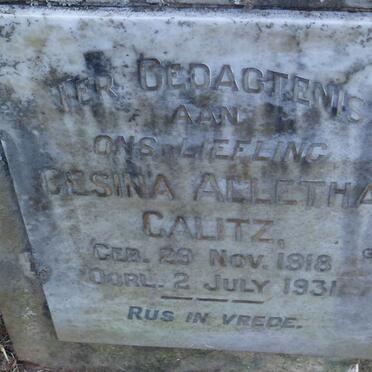 TER GEDAGTENIS
AAN
ONS LIEFLING
GESINA ALLETHA
CALITZ,
GEB. 29 NOV. 1918
OORL. 2 JULY 1931
RUS IN VREDE.